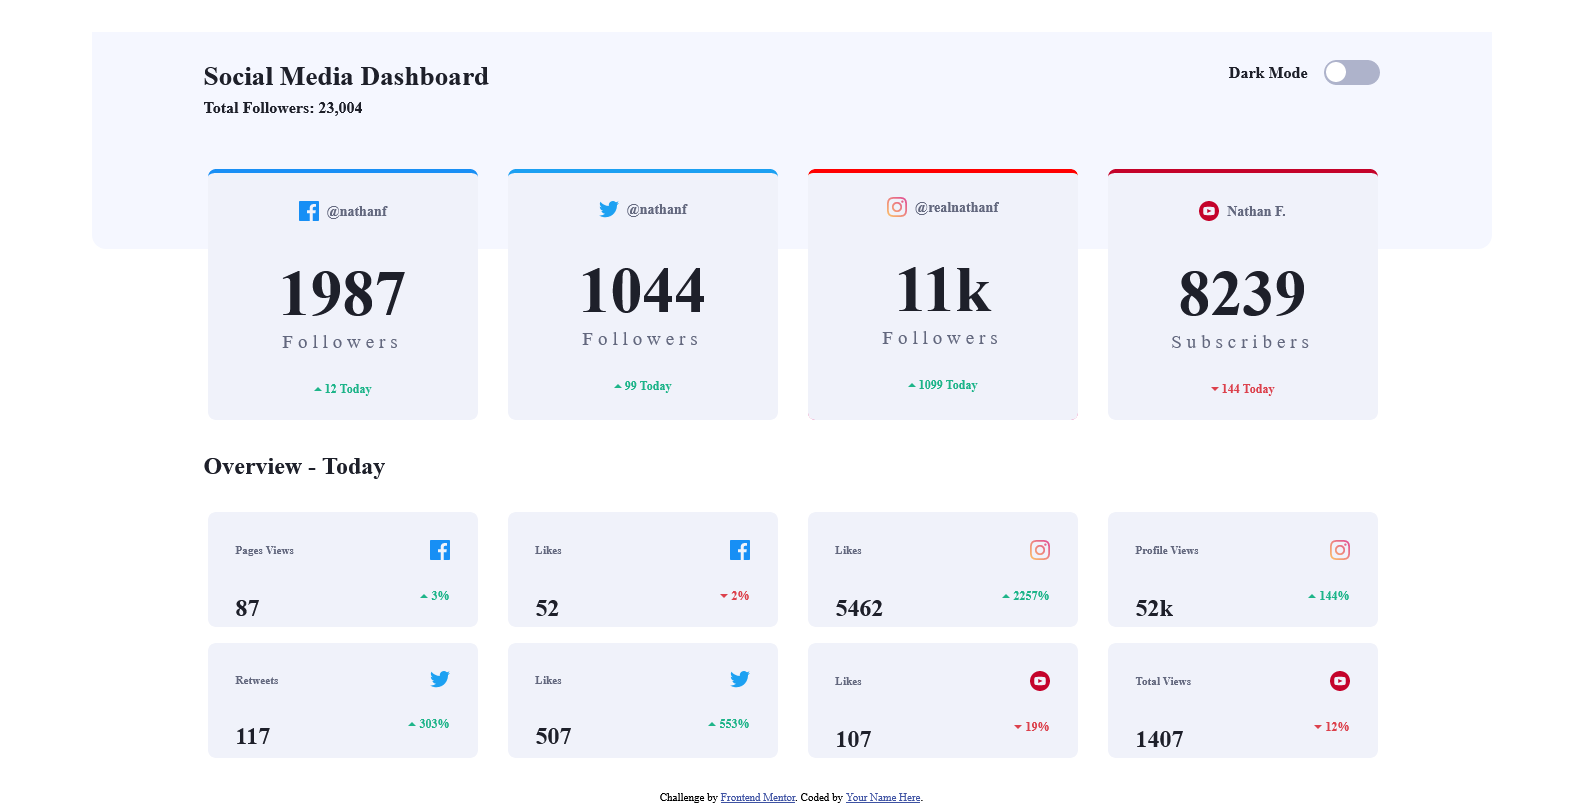 Social Media Dashboard
Dark Mode
Total Followers: 23,004
@nathanf
1987
Followers
12 Today
@nathanf
1044
Followers
99 Today
@realnathanf
11k
Followers
1099 Today
Nathan F.
8239
Subscribers
144 Today
Overview - Today
Pages Views
87
3%
Likes
52
2%
Likes
5462
2257%
Profile Views
52k
144%
Retweets
117
303%
Likes
507
553%
Likes
107
19%
Total Views
1407
12%
Challenge by Frontend Mentor. Coded by Your Name Here.